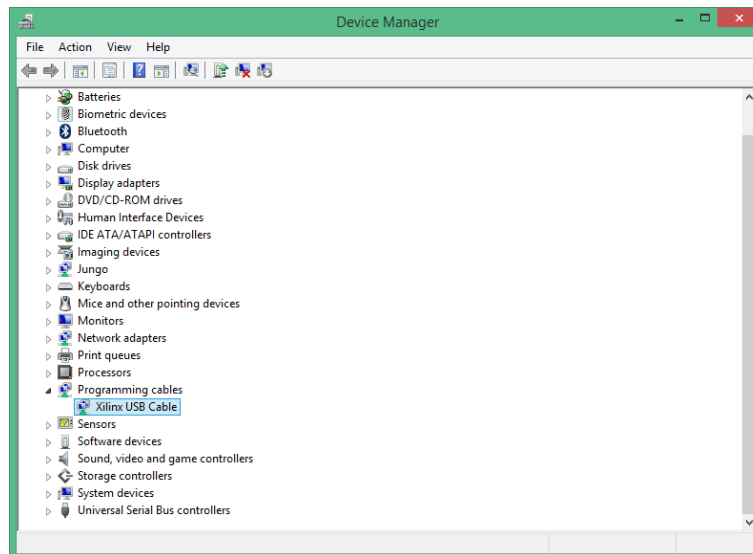 Device Manager
File Action View Help
Batteries
Biometric devices
Bluetooth
Computer
Disk drives
Display adapters
DVD/CD-ROM drives
Human Interface Devices
IDE ATA/ATAPI controllers
Imaging devices
Jungo
Keyboards
Mice and other pointing devices
Monitors
Network adapters
Print queues
Processors
Programming cables
Xilinx USB Cable
Sensors
Software devices
Sound, video and game controllers
Storage controllers
System devices
Universal Serial Bus controllers